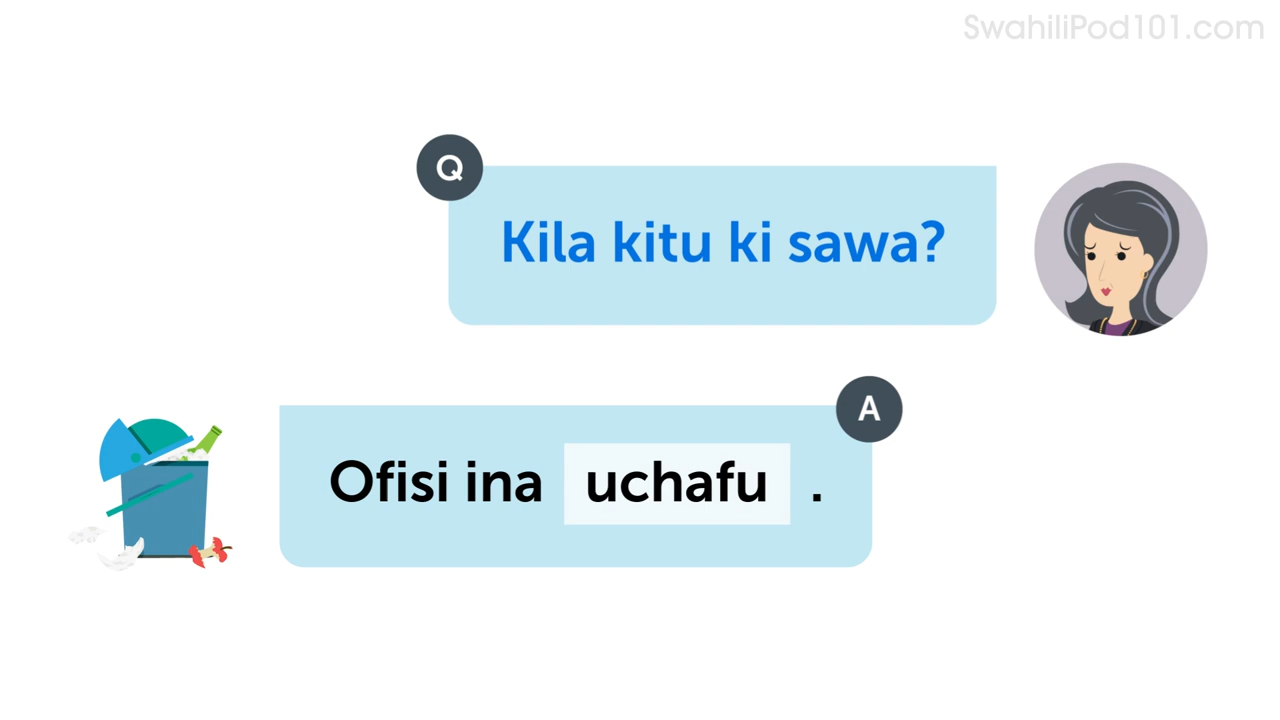 SwahiliPod101.com
Q
Kila kitu ki sawa?
A
Ofisi ina uchafu .